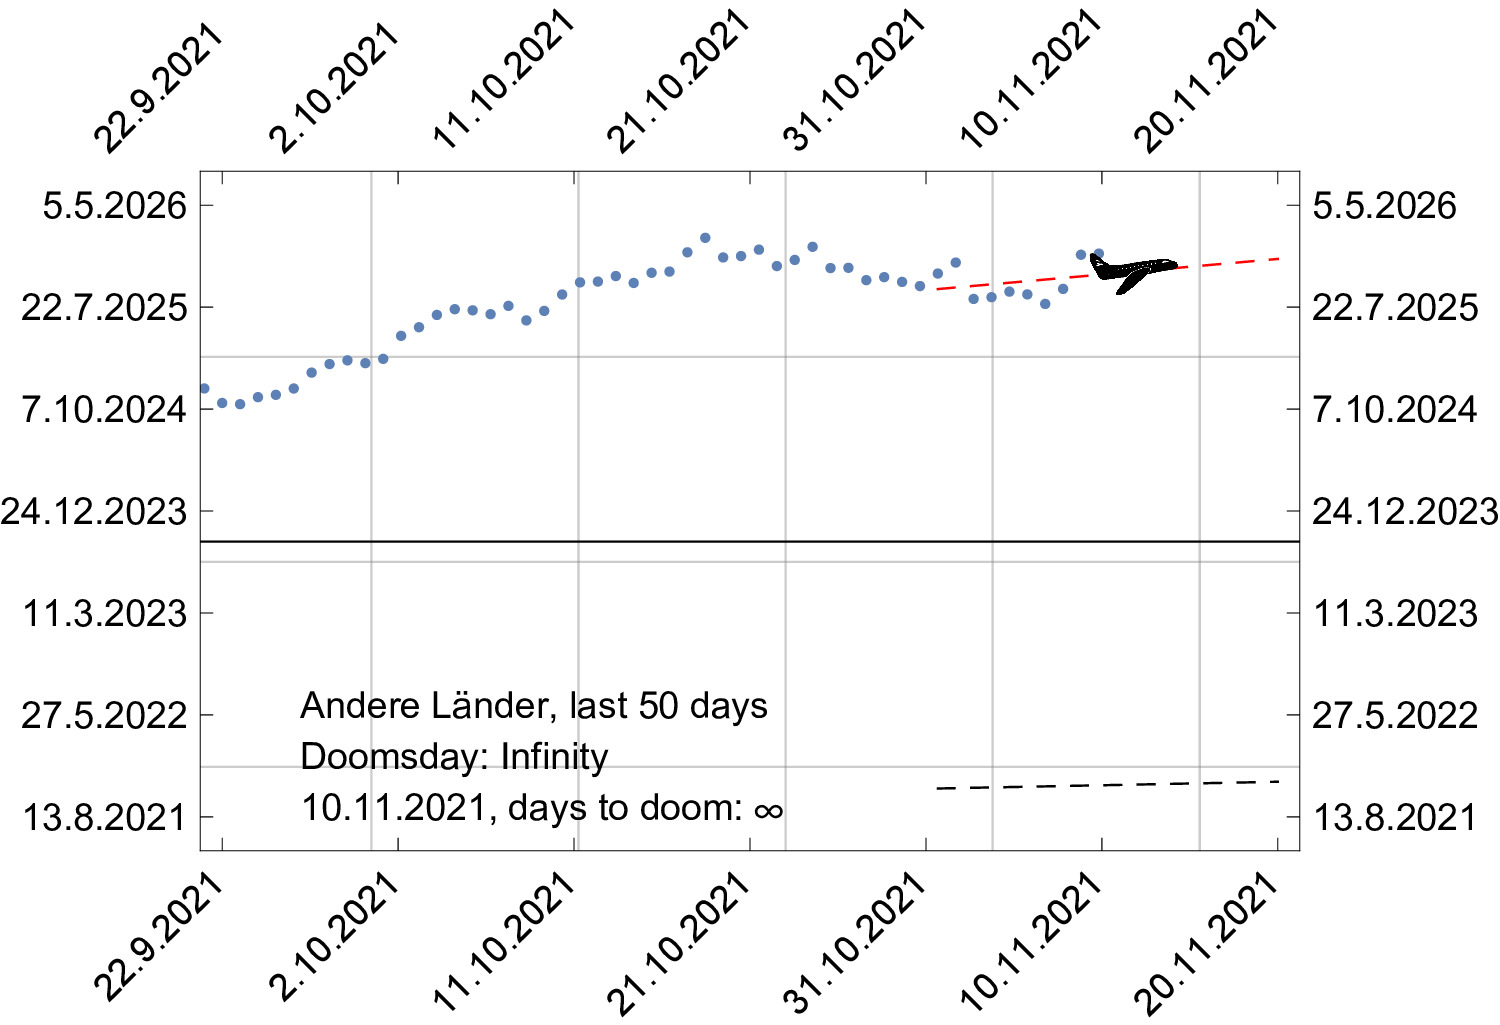 22.9.2021 2.10.2021 11.10.2021 21.10.2021 31.10.2021 10.11.2021 20.11.2021
5.5.2026 5.5.2026
22.7.2025 22.7.2025
7.10.2024 7.10.2024
24.12.2023 24.12.2023
11.3.2023 11.3.2023
27.5.2022 27.5.2022
13.8.2021 13.8.2021
Andere Länder, last 50 days
Doomsday: Infinity
10.11.2021, days to doom: ∞
22.9.2021 2.10.2021 11.10.2021 21.10.2021 31.10.2021 10.11.2021 20.11.2021